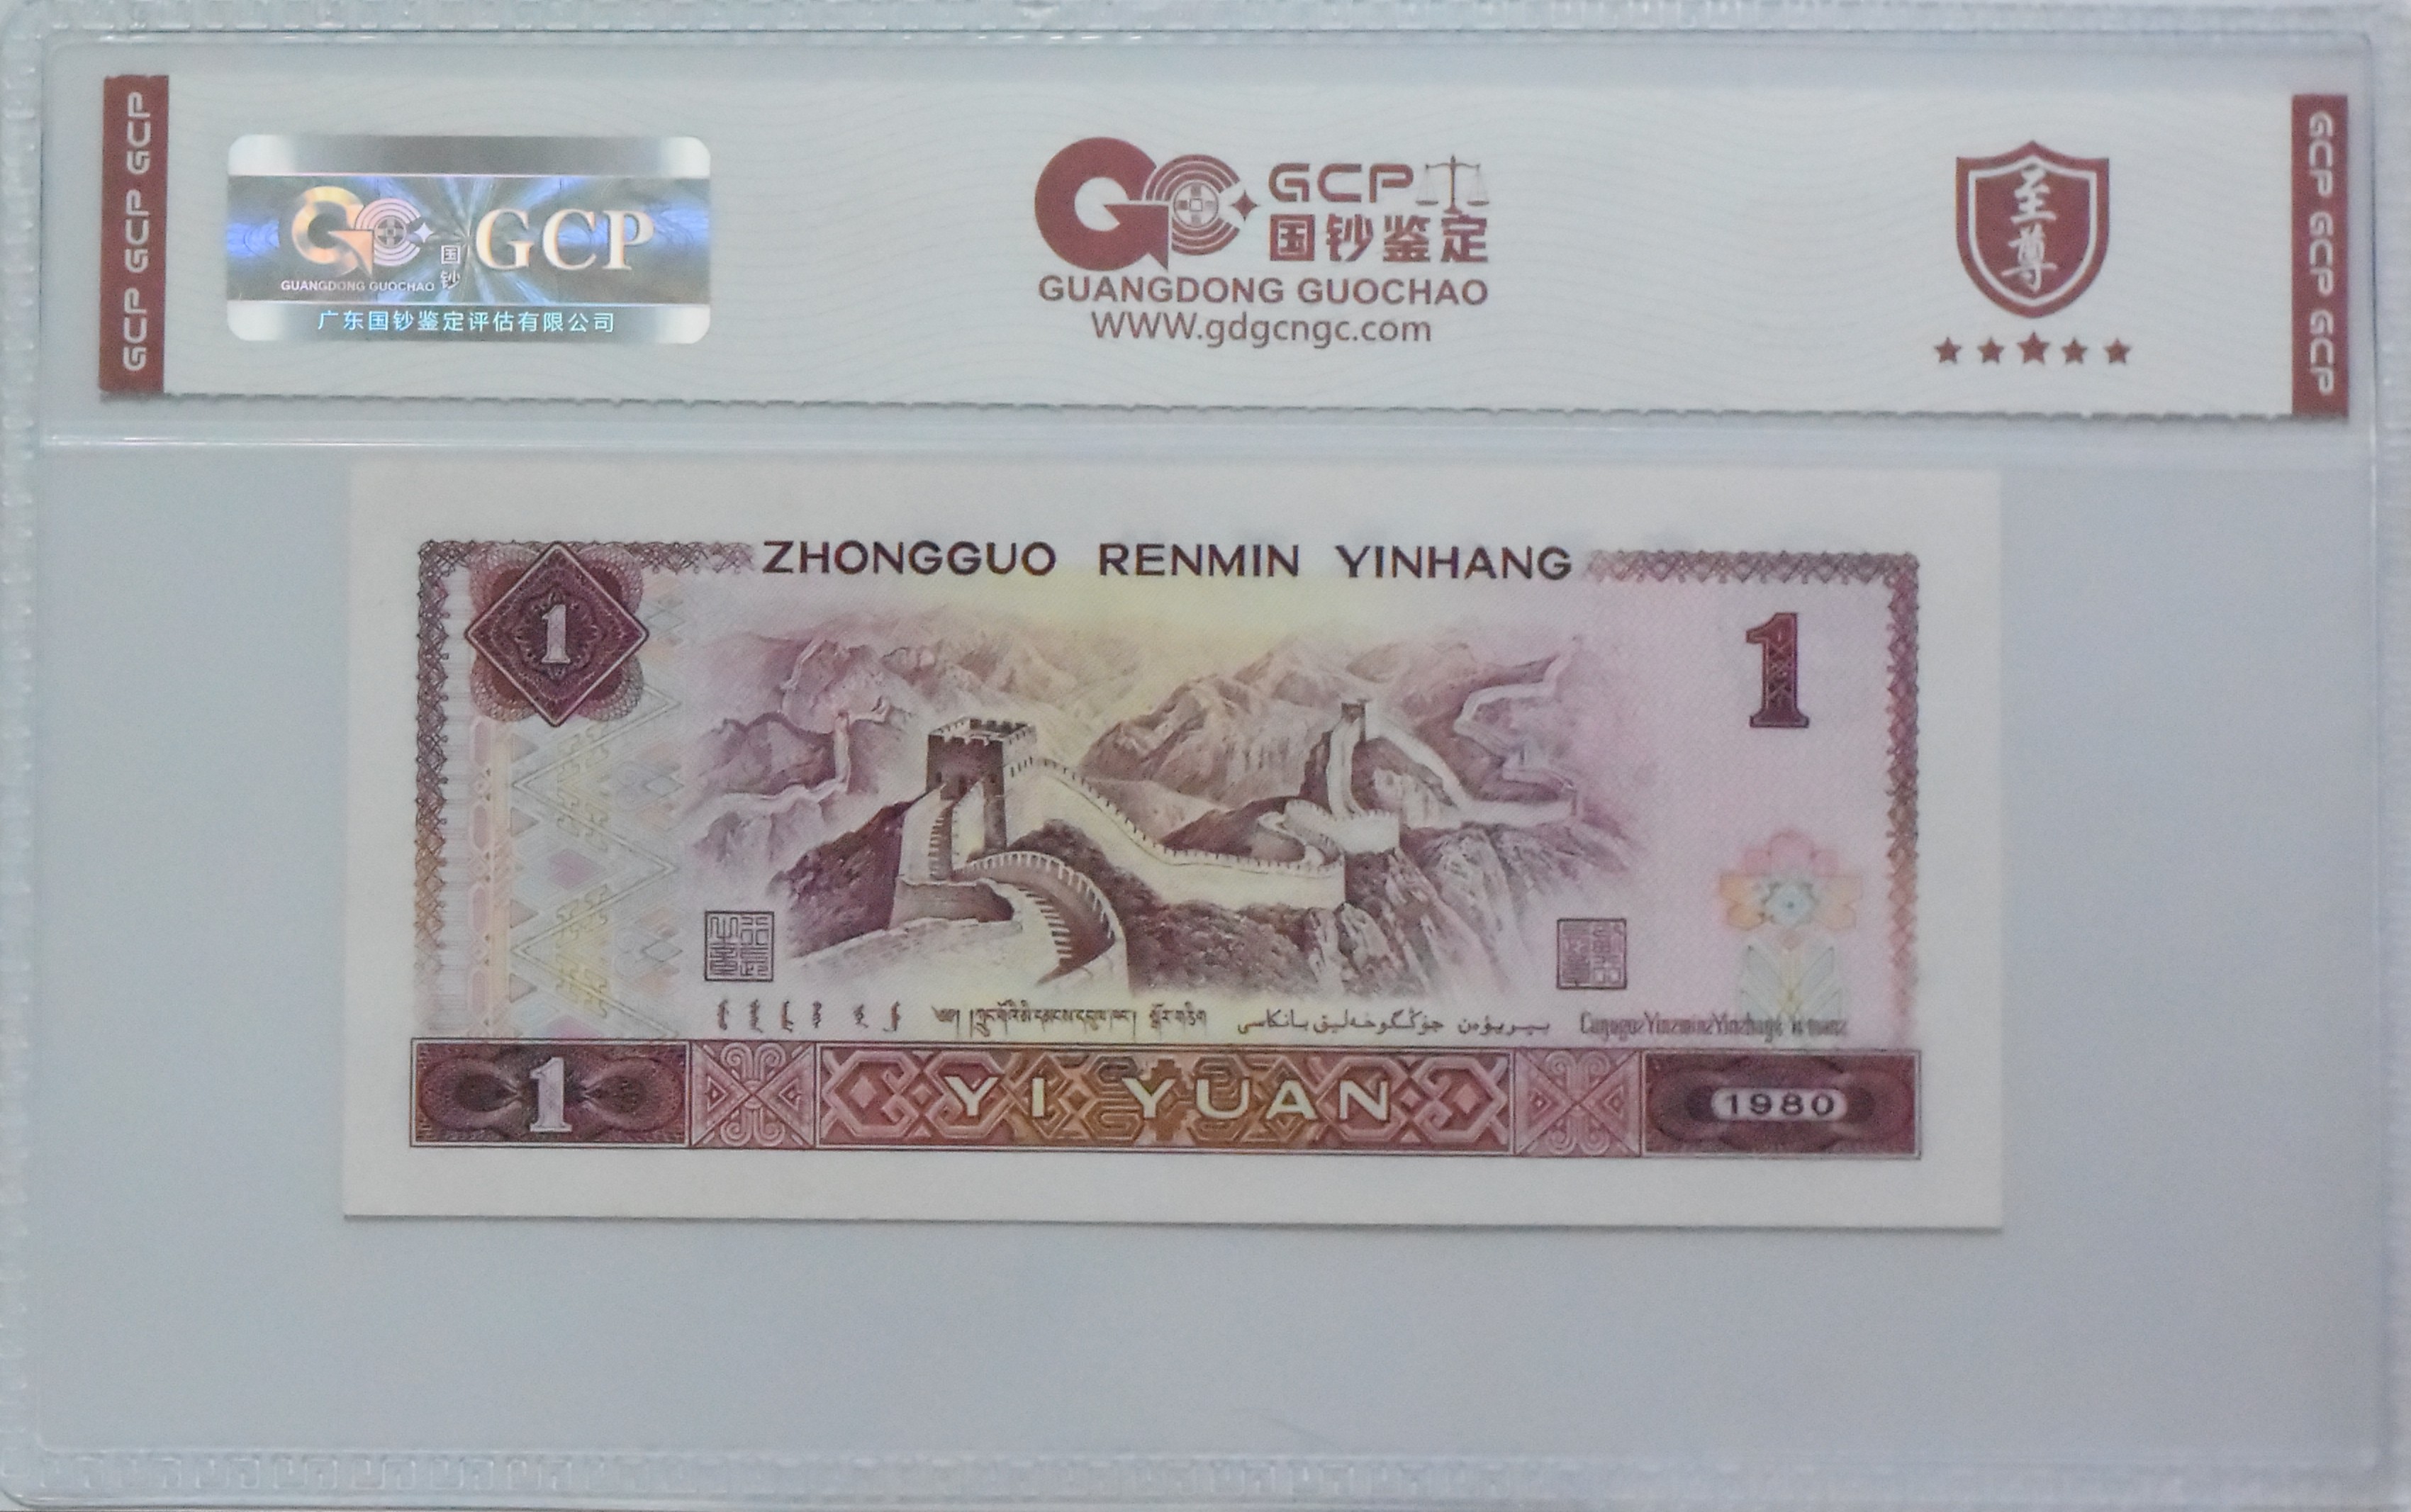 GCP GCP GCP
GCP
国钞
GUANGDONG GUOCHAO
广东国钞鉴定评估有限公司
GCP
国钞鉴定
GUANGDONG GUOCHAO
WWW.gdgcngc.com
至尊
GCP GCP GCP
ZHONGGUO RENMIN YINHANG
1
1
1
YI YUAN
1980